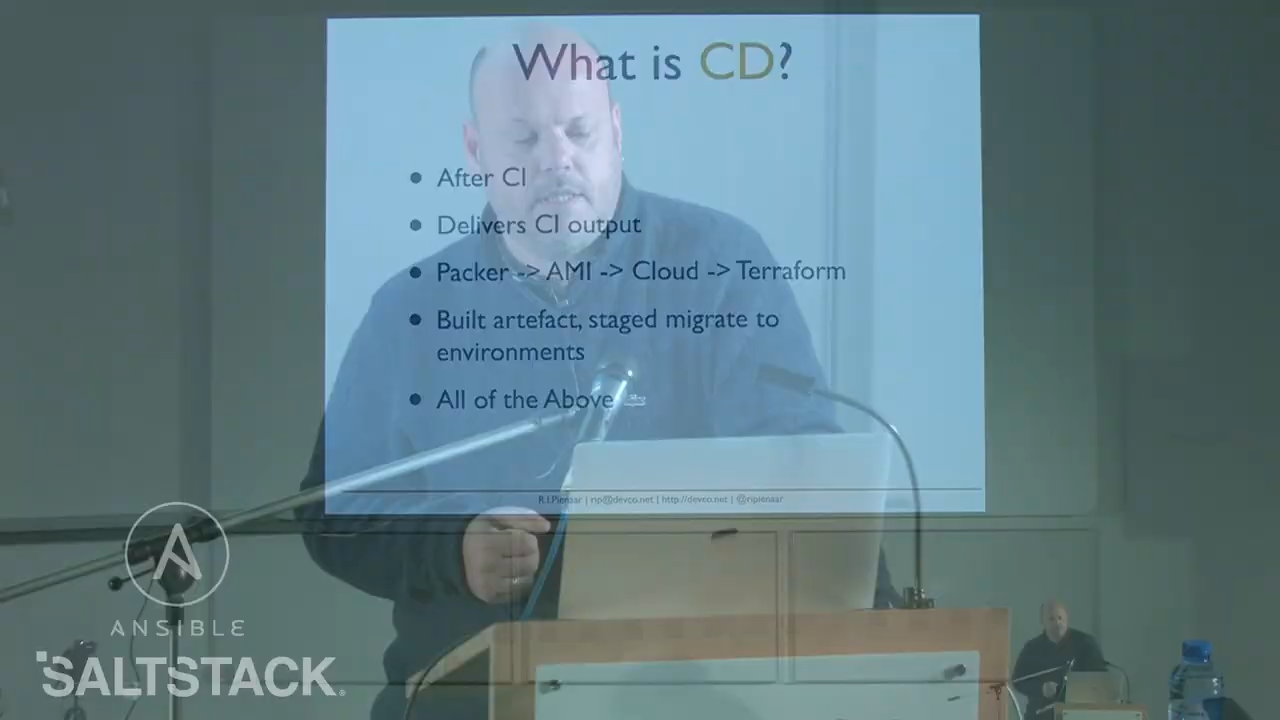 What is CD?
• After CI
• Delivers CI output
• Packer -> AMI -> Cloud -> Terraform
• Built artefact, staged migrate to
environments
• All of the Above
R.I.Pienaar | rip@devco.net | http://devco.net | @ripienaar
ANSIBLE
SALTSTACK